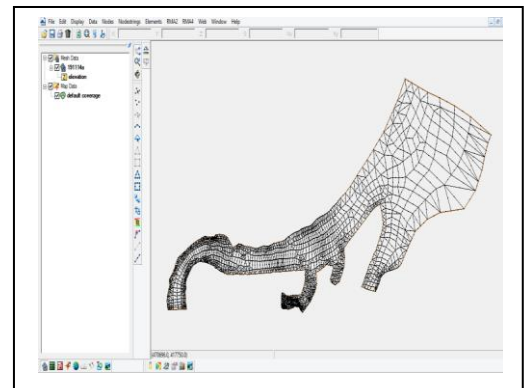 File Edit Display Data Nodes Nodestrings Elements RMA2 RMA4 Web Window Help
Mesh Data
elevation
Map Data
default coverage